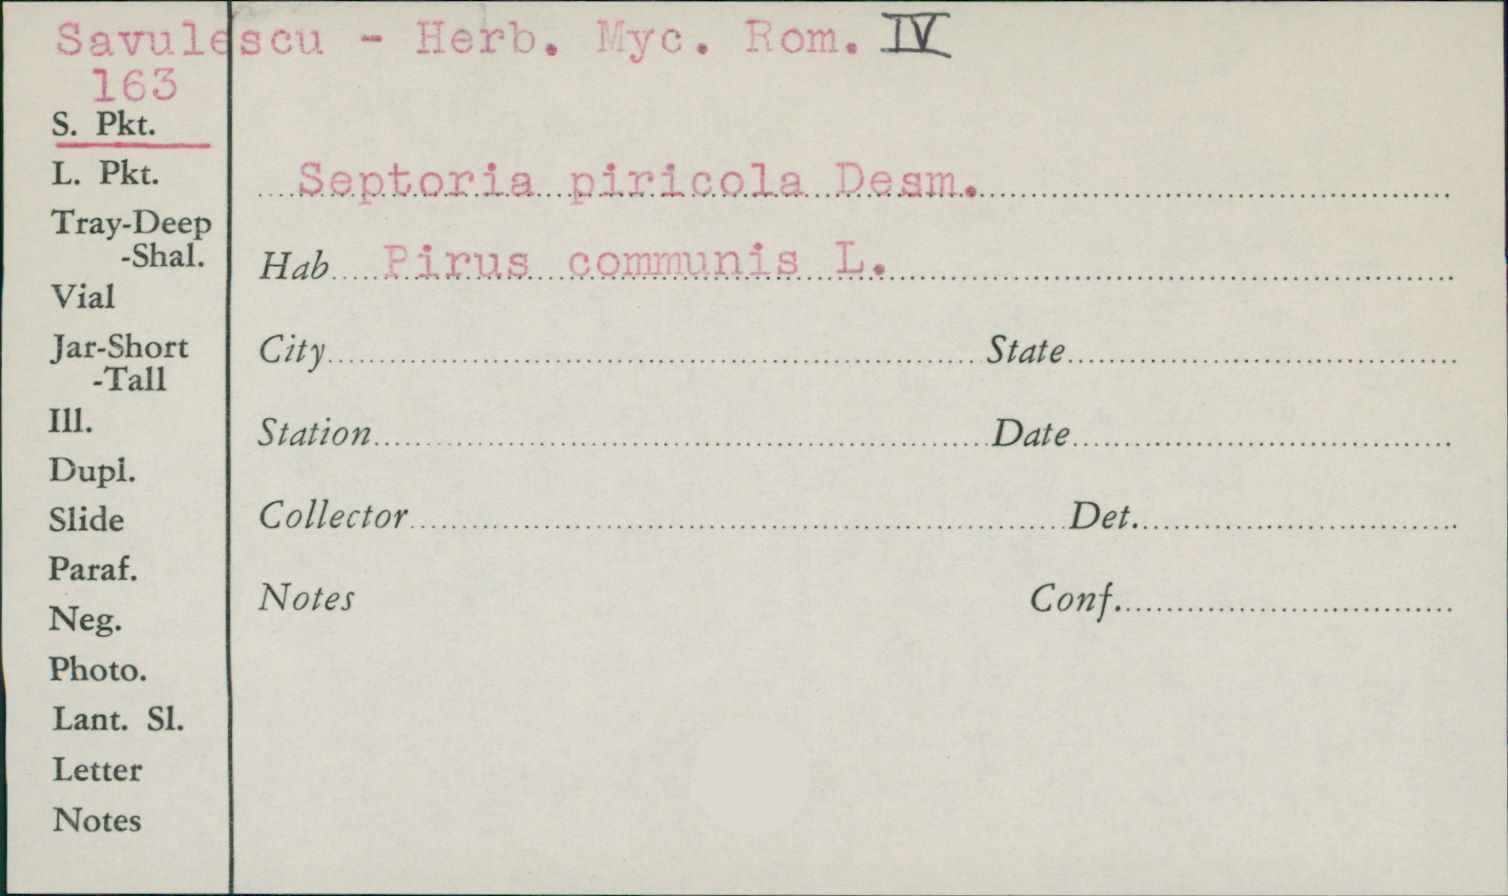 Savulescu - Herb. Myc. Rom. IV
163
S. Pkt.
L. Pkt.
Septoria piricola Desm.
Tray-Deep
-Shal.
Hab Pirus communis L.
Vial
Jar-Short
-Tall
City State
Ill.
Station Date
Dupl.
Slide
Collector Det.
Paraf.
Neg.
Notes Conf.
Photo.
Lant. Sl.
Letter
Notes